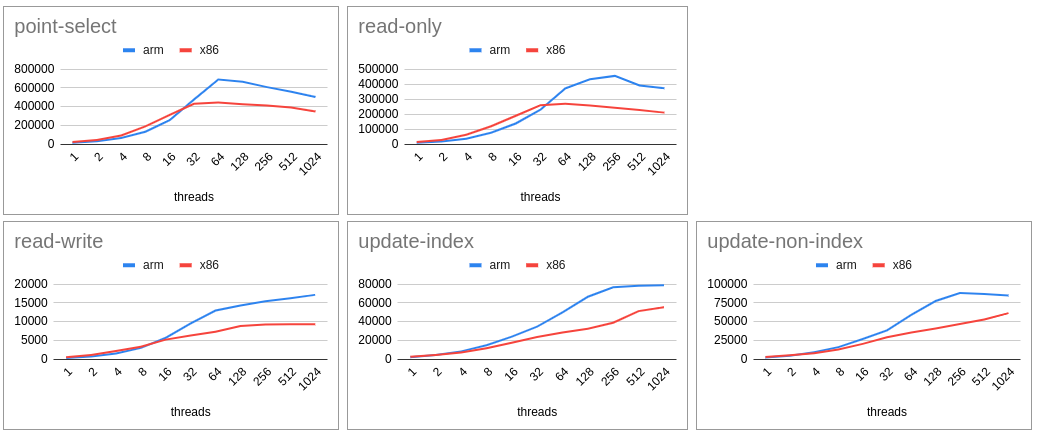 point-select
arm x86
800000
600000
400000
200000
0
1 2 4 8 16 32 64 128 256 512 1024
threads
read-only
arm x86
500000
400000
300000
200000
100000
0
1 2 4 8 16 32 64 128 256 512 1024
threads
read-write
arm x86
20000
15000
10000
5000
0
1 2 4 8 16 32 64 128 256 512 1024
threads
update-index
arm x86
80000
60000
40000
20000
0
1 2 4 8 16 32 64 128 256 512 1024
threads
update-non-index
arm x86
100000
75000
50000
25000
0
1 2 4 8 16 32 64 128 256 512 1024
threads